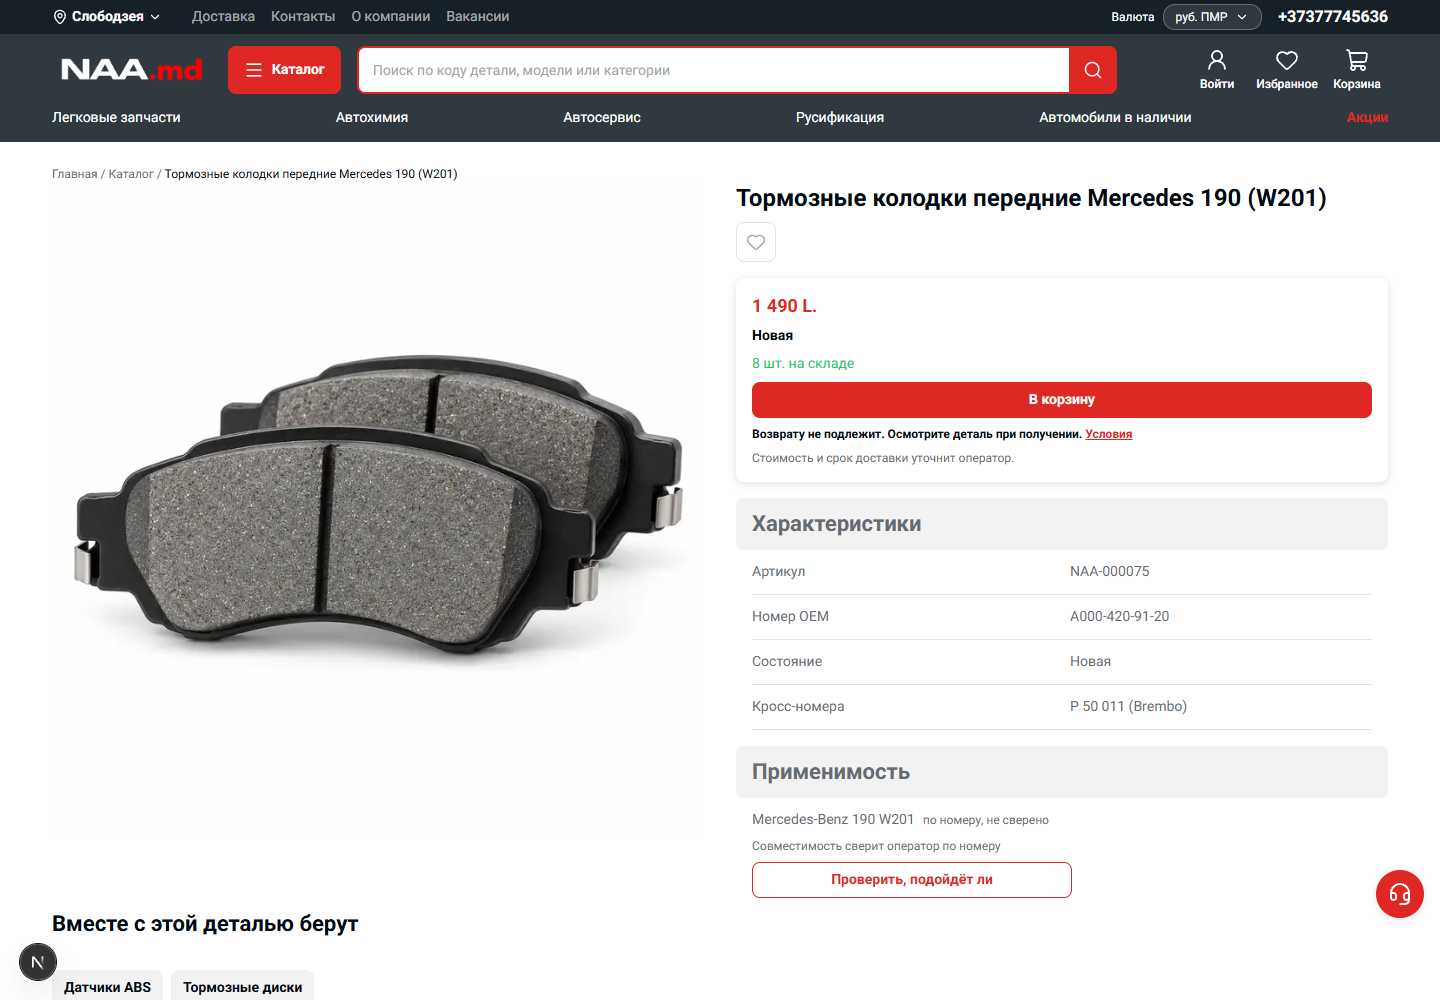 Слободзея
Доставка Контакты О компании Вакансии
Валюта руб. ПМР +37377745636
NAA.md
Каталог
Поиск по коду детали, модели или категории
Войти Избранное Корзина
Легковые запчасти Автохимия Автосервис Русификация Автомобили в наличии Акции
Главная / Каталог / Тормозные колодки передние Mercedes 190 (W201)
Тормозные колодки передние Mercedes 190 (W201)
1 490 L.
Новая
8 шт. на складе
В корзину
Возврату не подлежит. Осмотрите деталь при получении. Условия
Стоимость и срок доставки уточнит оператор.
Характеристики
Артикул NAA-000075
Номер OEM A000-420-91-20
Состояние Новая
Кросс-номера P 50 011 (Brembo)
Применимость
Mercedes-Benz 190 W201 по номеру, не сверено
Совместимость сверит оператор по номеру
Проверить, подойдёт ли
Вместе с этой деталью берут
N
Датчики ABS Тормозные диски